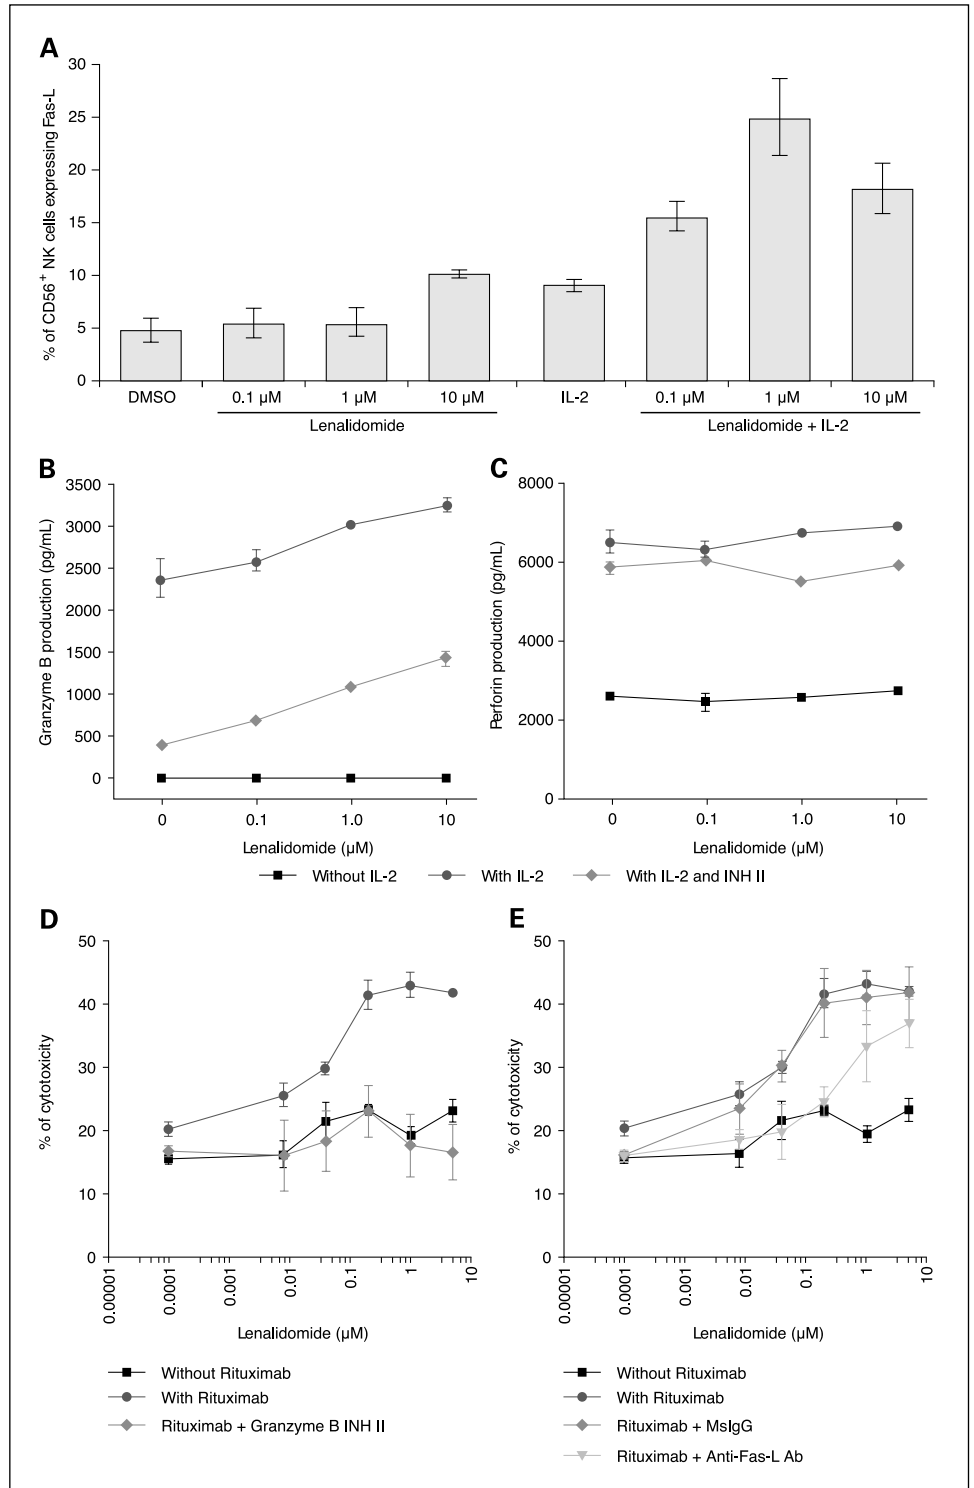 A
% of CD56+ NK cells expressing Fas-L
30
25
20
15
10
5
0
DMSO 0.1 µM 1 µM 10 µM IL-2 0.1 µM 1 µM 10 µM
Lenalidomide Lenalidomide + IL-2
B
Granzyme B production (pg/mL)
3500
3000
2500
2000
1500
1000
500
0
0 0.1 1.0 10
Lenalidomide (µM)
C
Perforin production (pg/mL)
8000
6000
4000
2000
0
0 0.1 1.0 10
Lenalidomide (µM)
Without IL-2 With IL-2 With IL-2 and INH II
D
% of cytotoxicity
50
40
30
20
10
0
0.00001 0.0001 0.001 0.01 0.1 1 10
Lenalidomide (µM)
Without Rituximab
With Rituximab
Rituximab + Granzyme B INH II
E
% of cytotoxicity
50
40
30
20
10
0
0.00001 0.0001 0.001 0.01 0.1 1 10
Lenalidomide (µM)
Without Rituximab
With Rituximab
Rituximab + MsIgG
Rituximab + Anti-Fas-L Ab